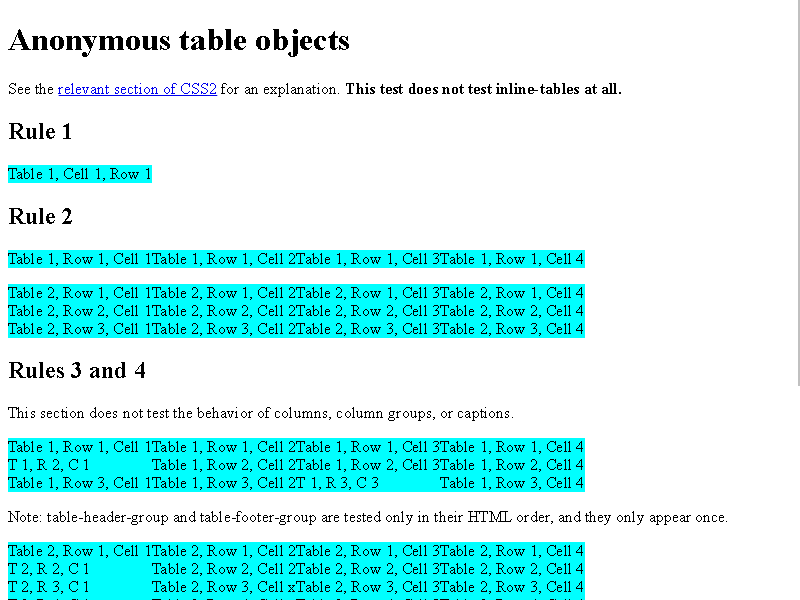 Anonymous table objects
See the relevant section of CSS2 for an explanation. This test does not test inline-tables at all.
Rule 1
Table 1, Cell 1, Row 1
Rule 2
Table 1, Row 1, Cell 1Table 1, Row 1, Cell 2Table 1, Row 1, Cell 3Table 1, Row 1, Cell 4
Table 2, Row 1, Cell 1Table 2, Row 1, Cell 2Table 2, Row 1, Cell 3Table 2, Row 1, Cell 4
Table 2, Row 2, Cell 1Table 2, Row 2, Cell 2Table 2, Row 2, Cell 3Table 2, Row 2, Cell 4
Table 2, Row 3, Cell 1Table 2, Row 3, Cell 2Table 2, Row 3, Cell 3Table 2, Row 3, Cell 4
Rules 3 and 4
This section does not test the behavior of columns, column groups, or captions.
Table 1, Row 1, Cell 1Table 1, Row 1, Cell 2Table 1, Row 1, Cell 3Table 1, Row 1, Cell 4
T 1, R 2, C 1 Table 1, Row 2, Cell 2Table 1, Row 2, Cell 3Table 1, Row 2, Cell 4
Table 1, Row 3, Cell 1Table 1, Row 3, Cell 2T 1, R 3, C 3 Table 1, Row 3, Cell 4
Note: table-header-group and table-footer-group are tested only in their HTML order, and they only appear once.
Table 2, Row 1, Cell 1Table 2, Row 1, Cell 2Table 2, Row 1, Cell 3Table 2, Row 1, Cell 4
T 2, R 2, C 1 Table 2, Row 2, Cell 2Table 2, Row 2, Cell 3Table 2, Row 2, Cell 4
T 2, R 3, C 1 Table 2, Row 3, Cell xTable 2, Row 3, Cell 3Table 2, Row 3, Cell 4